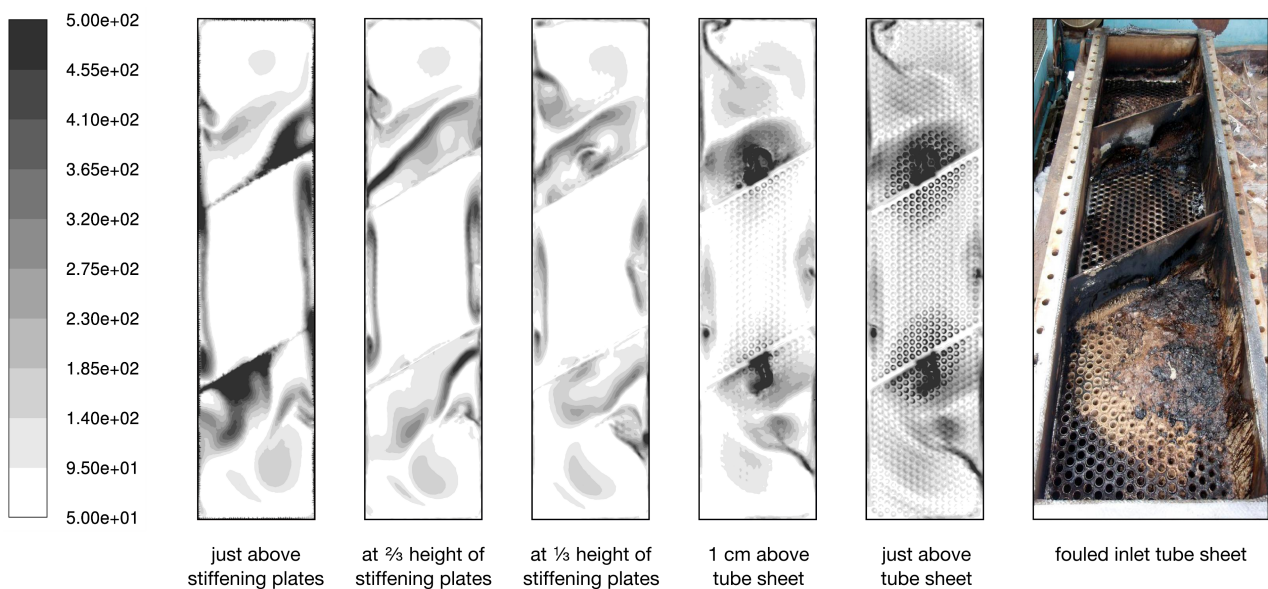 5.00e+02
4.55e+02
4.10e+02
3.65e+02
3.20e+02
2.75e+02
2.30e+02
1.85e+02
1.40e+02
9.50e+01
5.00e+01
just above
stiffening plates
at ⅔ height of
stiffening plates
at ⅓ height of
stiffening plates
1 cm above
tube sheet
just above
tube sheet
fouled inlet tube sheet